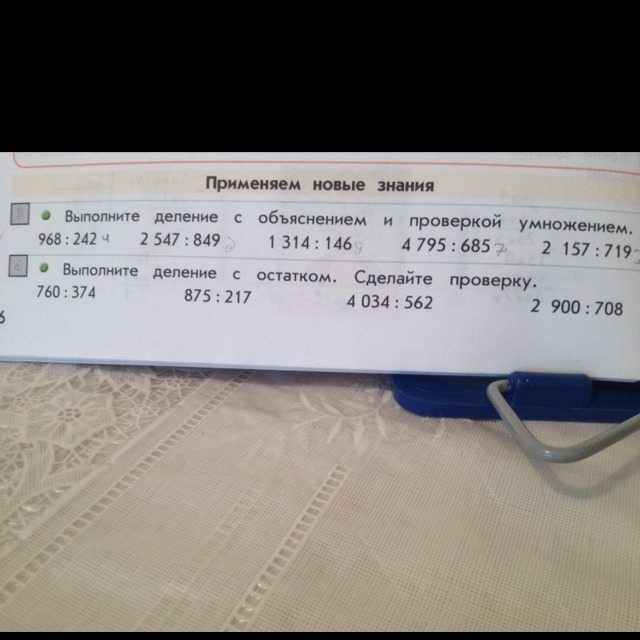 Применяем новые знания
Выполните деление с объяснением и проверкой умножением.
968 : 242 ч 2 547 : 849 1 314 : 146 9 4 795 : 685 7 2 157 : 719
Выполните деление с остатком. Сделайте проверку.
760 : 374 875 : 217 4 034 : 562 2 900 : 708
6